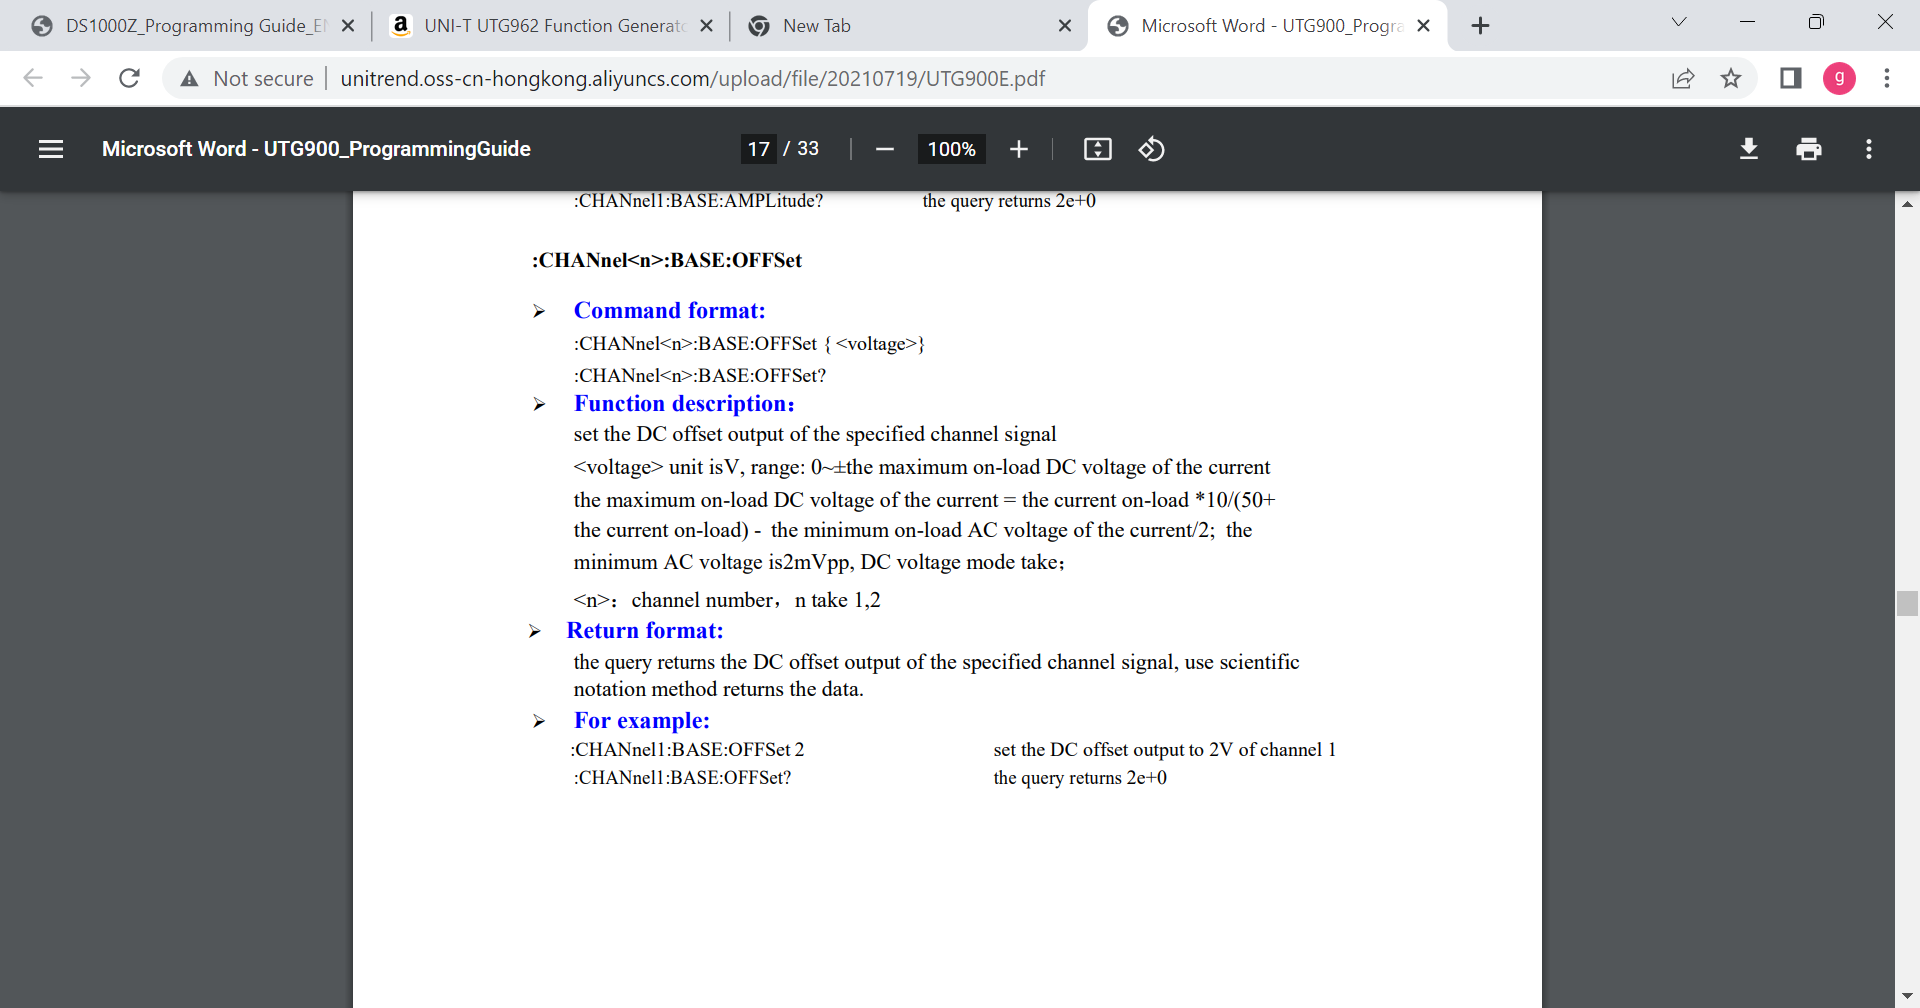 DS1000Z_Programming Guide_EN
UNI-T UTG962 Function Generato
New Tab
Microsoft Word - UTG900_Progra
Not secure
unitrend.oss-cn-hongkong.aliyuncs.com/upload/file/20210719/UTG900E.pdf
g
Microsoft Word - UTG900_ProgrammingGuide
17 / 33
100%
:CHANnel1:BASE:AMPLitude? the query returns 2e+0
:CHANnel<n>:BASE:OFFSet
➢ Command format:
:CHANnel<n>:BASE:OFFSet { <voltage>}
:CHANnel<n>:BASE:OFFSet?
➢ Function description：
set the DC offset output of the specified channel signal
<voltage> unit isV, range: 0~±the maximum on-load DC voltage of the current
the maximum on-load DC voltage of the current = the current on-load *10/(50+
the current on-load) - the minimum on-load AC voltage of the current/2; the
minimum AC voltage is2mVpp, DC voltage mode take；
<n>：channel number，n take 1,2
➢ Return format:
the query returns the DC offset output of the specified channel signal, use scientific
notation method returns the data.
➢ For example:
:CHANnel1:BASE:OFFSet 2 set the DC offset output to 2V of channel 1
:CHANnel1:BASE:OFFSet? the query returns 2e+0